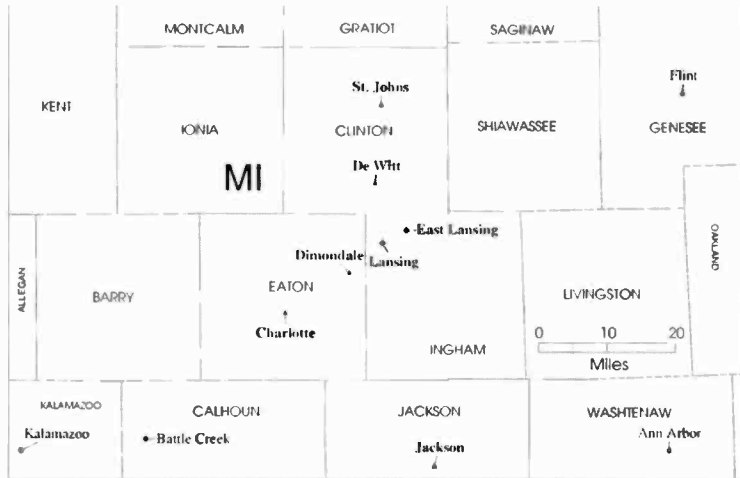 MONTCALM GRATIOT SAGINAW
Flint
St. Johns
KENT
IONIA CLINTON SHIAWASSEE GENESEE
De Witt
MI
East Lansing
OAKLAND
Dimondale Lansing
ALLEGAN
BARRY EATON LIVINGSTON
Charlotte
0 10 20
INGHAM
Miles
KALAMAZOO CALHOUN JACKSON WASHTENAW
Kalamazoo Battle Creek Jackson Ann Arbor